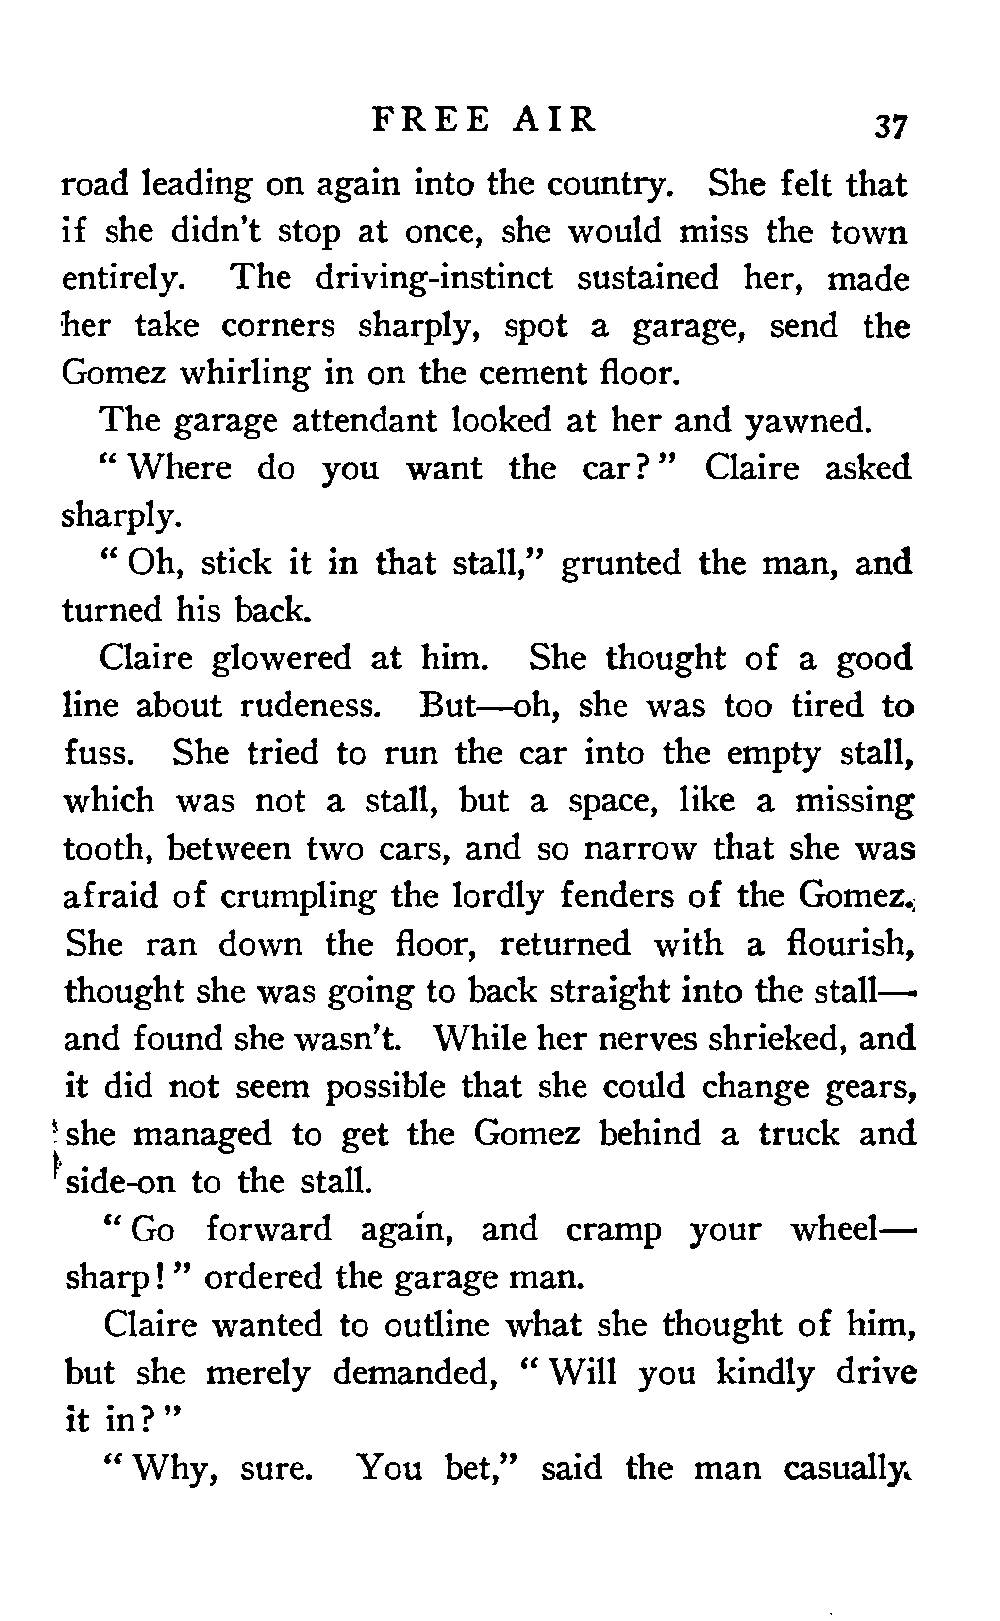 FREE AIR 37
road leading on again into the country. She felt that
if she didn't stop at once, she would miss the town
entirely. The driving-instinct sustained her, made
her take corners sharply, spot a garage, send the
Gomez whirling in on the cement floor.
The garage attendant looked at her and yawned.
“ Where do you want the car? ” Claire asked
sharply.
“ Oh, stick it in that stall,” grunted the man, and
turned his back.
Claire glowered at him. She thought of a good
line about rudeness. But—oh, she was too tired to
fuss. She tried to run the car into the empty stall,
which was not a stall, but a space, like a missing
tooth, between two cars, and so narrow that she was
afraid of crumpling the lordly fenders of the Gomez.
She ran down the floor, returned with a flourish,
thought she was going to back straight into the stall—
and found she wasn't. While her nerves shrieked, and
it did not seem possible that she could change gears,
she managed to get the Gomez behind a truck and
side-on to the stall.
“ Go forward again, and cramp your wheel—
sharp! ” ordered the garage man.
Claire wanted to outline what she thought of him,
but she merely demanded, “ Will you kindly drive
it in? ”
“ Why, sure. You bet,” said the man casually.